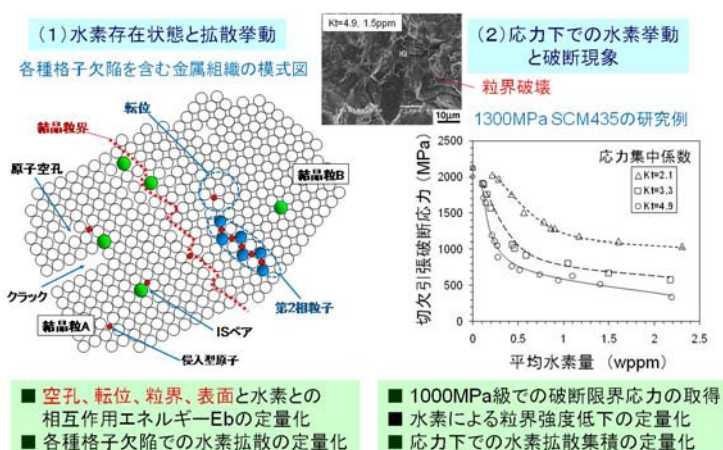 （1）水素存在状態と拡散挙動
各種格子欠陥を含む金属組織の模式図
転位
結晶粒界
原子空孔
結晶粒B
クラック
結晶粒A
ISペア
第2相粒子
侵入型原子
■ 空孔、転位、粒界、表面と水素との
相互作用エネルギーEbの定量化
■ 各種格子欠陥での水素拡散の定量化
Kt=4.9, 1.5ppm
IG
10μm
粒界破壊
（2）応力下での水素挙動
と破断現象
1300MPa SCM435の研究例
切欠引張破断応力（MPa）
2500
2000
1500
1000
500
0
応力集中係数
Kt=2.1
Kt=3.3
Kt=4.9
0 0.5 1 1.5 2 2.5
平均水素量（wppm）
■ 1000MPa級での破断限界応力の取得
■ 水素による粒界強度低下の定量化
■ 応力下での水素拡散集積の定量化